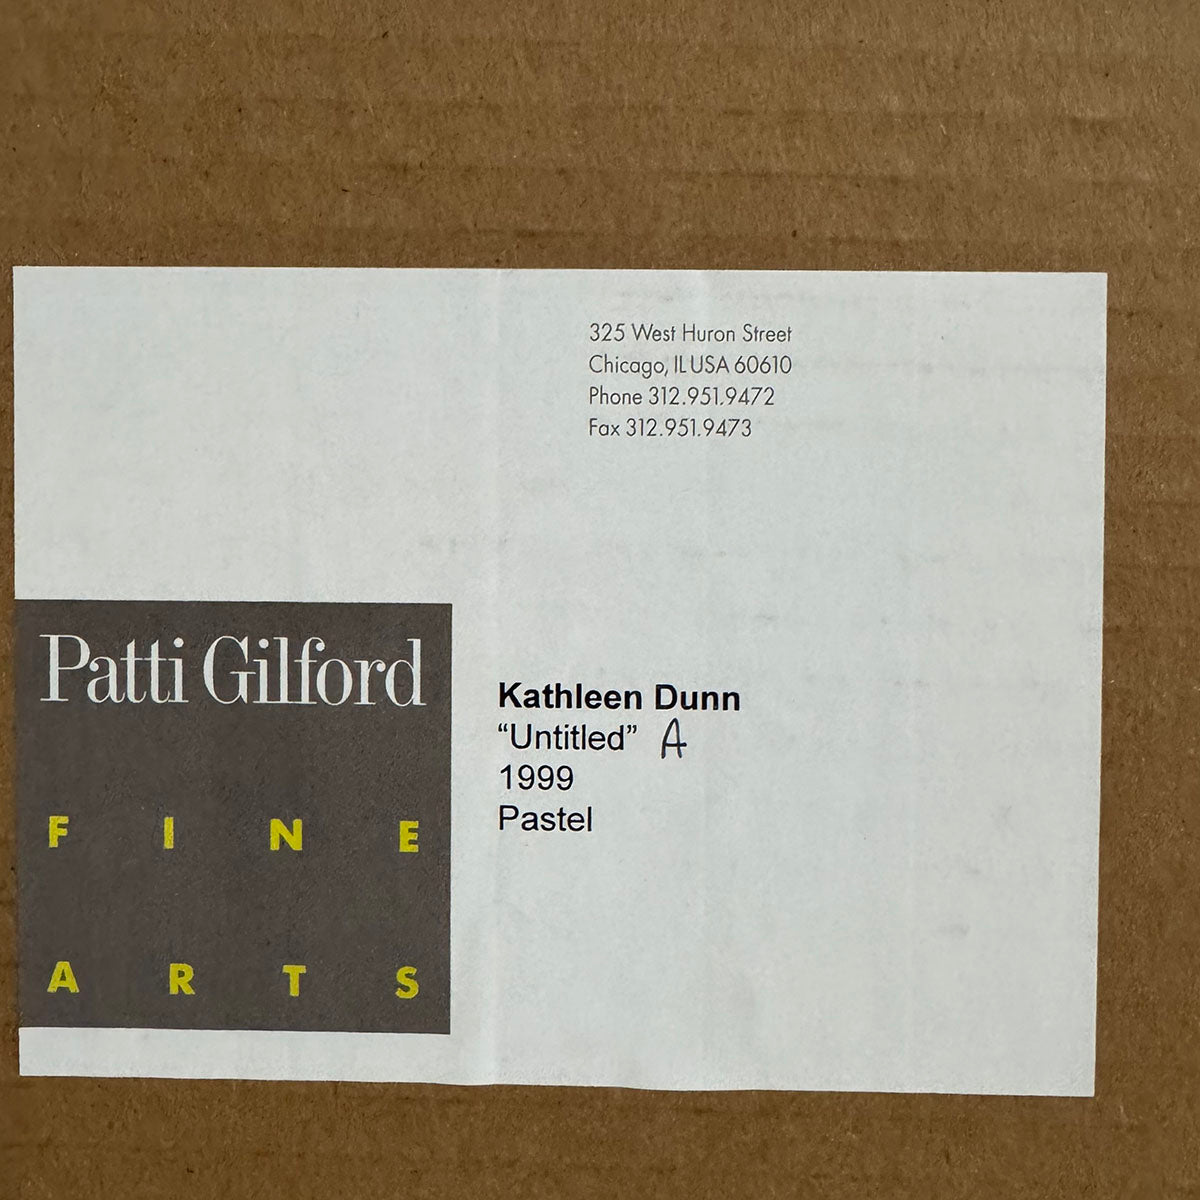 325 West Huron Street
Chicago, IL USA 60610
Phone 312.951.9472
Fax 312.951.9473
Patti Gilford
FINE
ARTS
Kathleen Dunn
“Untitled” A
1999
Pastel